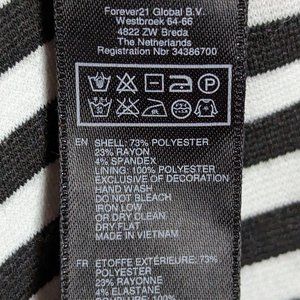 Forever21 Global B.V.
Westbroek 64-66
4822 ZW Breda
The Netherlands
Registration Nbr 34386700
EN SHELL: 73% POLYESTER
23% RAYON
4% SPANDEX
LINING: 100% POLYESTER
EXCLUSIVE OF DECORATION
HAND WASH
DO NOT BLEACH
IRON LOW
OR DRY CLEAN
DRY FLAT
MADE IN VIETNAM
FR ETOFFE EXTÉRIEURE: 73%
POLYESTER
23% RAYONNE
4% ELASTANE